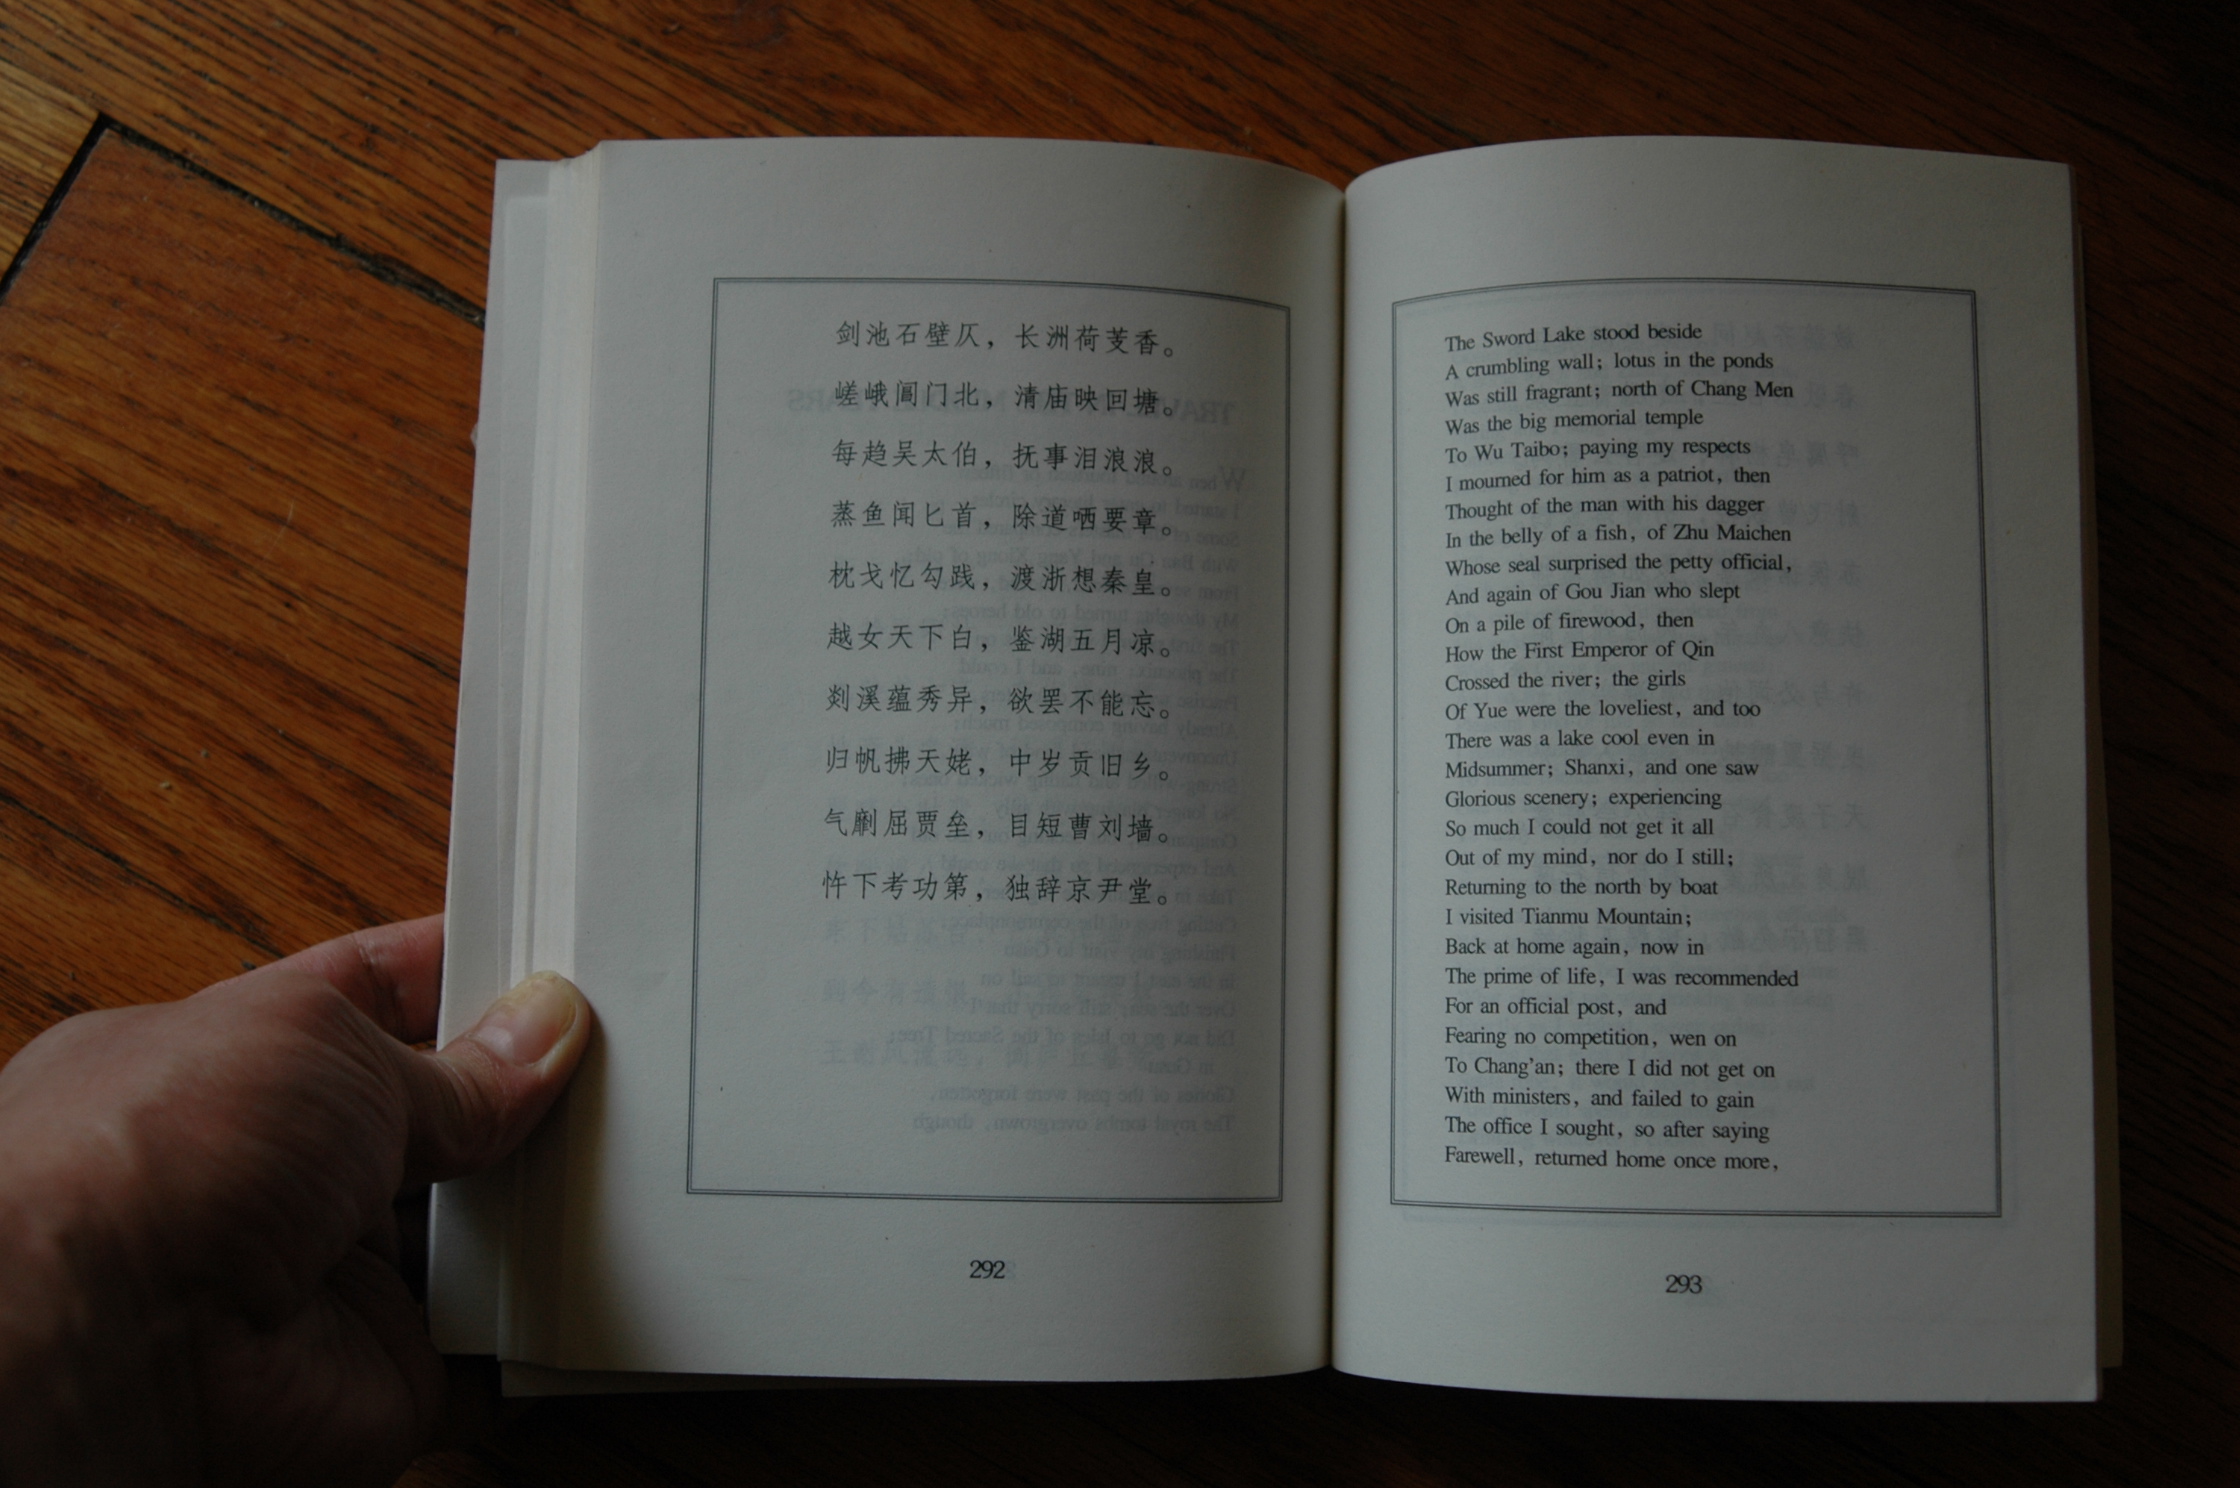 剑池石壁仄，长洲荷芰香。
嵯峨阊门北，清庙映回塘。
每趋吴太伯，抚事泪浪浪。
蒸鱼闻匕首，除道哂要章。
枕戈忆勾践，渡浙想秦皇。
越女天下白，鉴湖五月凉。
剡溪蕴秀异，欲罢不能忘。
归帆拂天姥，中岁贡旧乡。
气劘屈贾垒，目短曹刘墙。
忤下考功第，独辞京尹堂。
292
The Sword Lake stood beside
A crumbling wall; lotus in the ponds
Was still fragrant; north of Chang Men
Was the big memorial temple
To Wu Taibo; paying my respects
I mourned for him as a patriot, then
Thought of the man with his dagger
In the belly of a fish, of Zhu Maichen
Whose seal surprised the petty official,
And again of Gou Jian who slept
On a pile of firewood, then
How the First Emperor of Qin
Crossed the river; the girls
Of Yue were the loveliest, and too
There was a lake cool even in
Midsummer; Shanxi, and one saw
Glorious scenery; experiencing
So much I could not get it all
Out of my mind, nor do I still;
Returning to the north by boat
I visited Tianmu Mountain;
Back at home again, now in
The prime of life, I was recommended
For an official post, and
Fearing no competition, wen on
To Chang'an; there I did not get on
With ministers, and failed to gain
The office I sought, so after saying
Farewell, returned home once more,
293